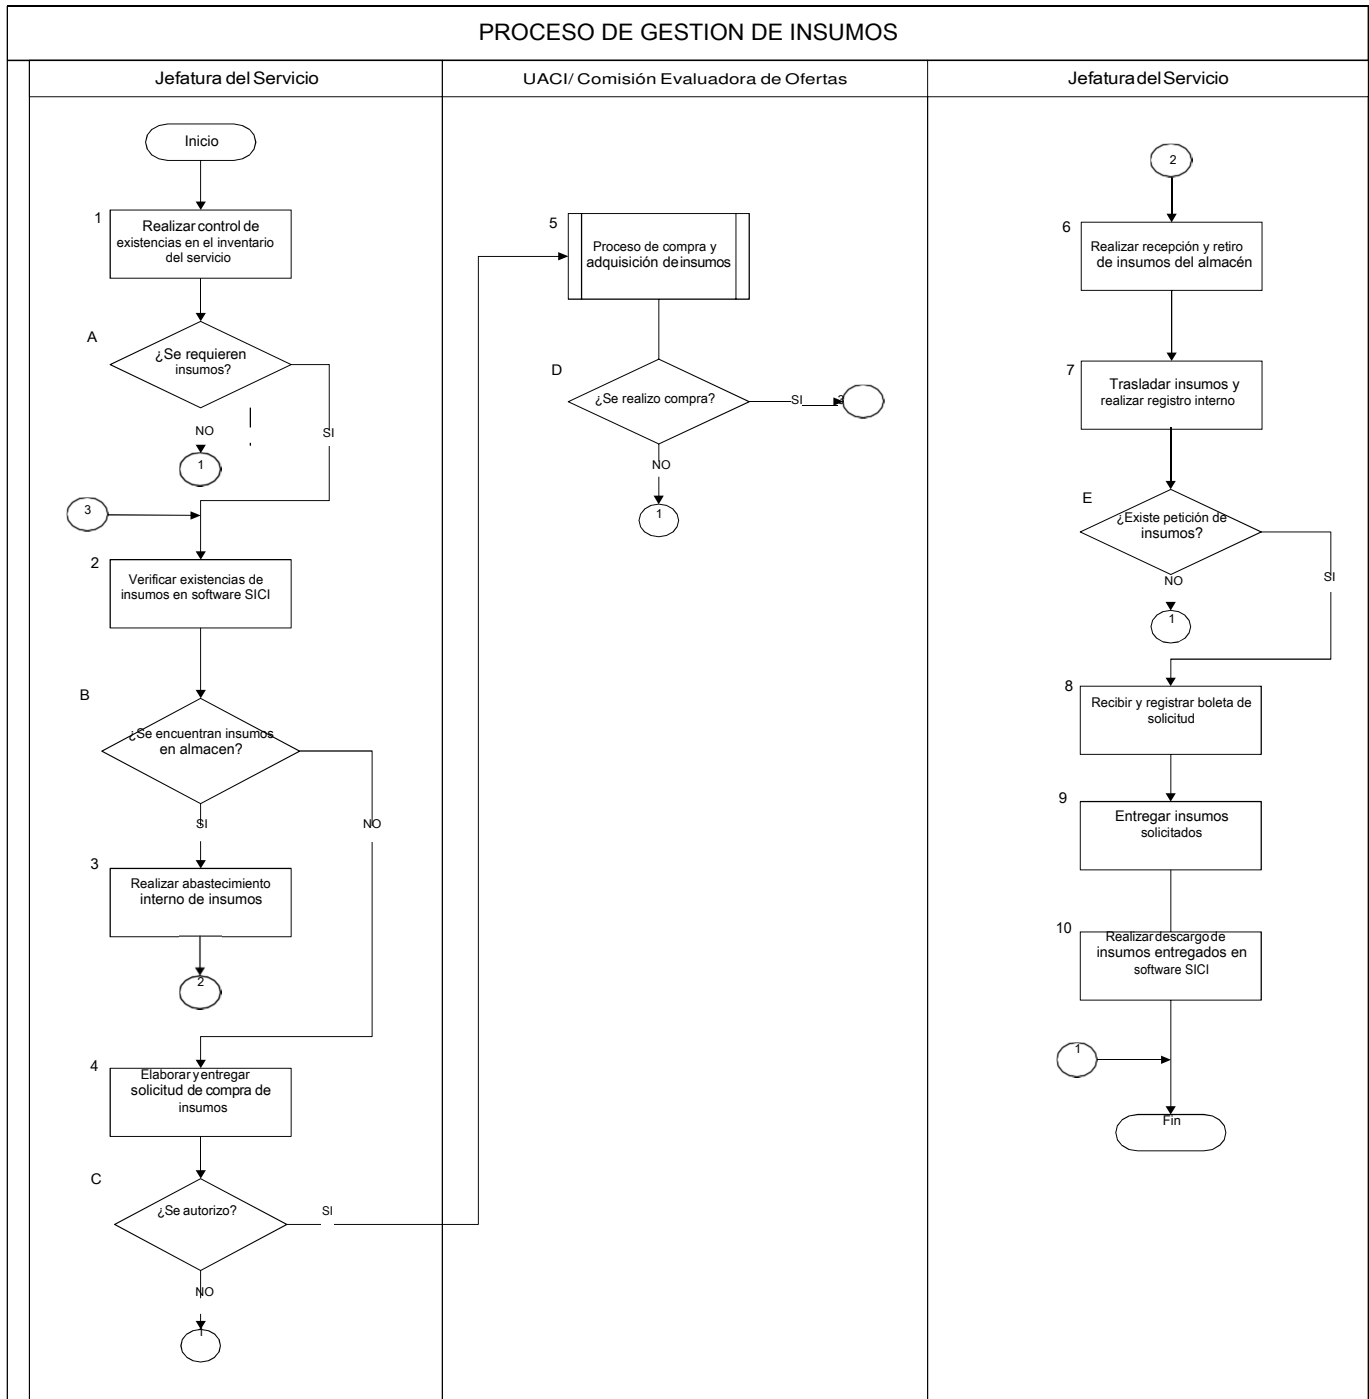 PROCESO DE GESTION DE INSUMOS
Jefatura del Servicio
UACI/ Comisión Evaluadora de Ofertas
Jefatura del Servicio
Inicio
1
Realizar control de
existencias en el inventario
del servicio
A
¿Se requieren
insumos?
NO
SI
1
3
2
Verificar existencias de
insumos en software SICI
B
¿Se encuentran insumos
en almacen?
SI
NO
3
Realizar abastecimiento
interno de insumos
2
4
Elaborar y entregar
solicitud de compra de
insumos
C
¿Se autorizo?
SI
NO
1
5
Proceso de compra y
adquisición de insumos
D
¿Se realizo compra?
SI
3
NO
1
2
6
Realizar recepción y retiro
de insumos del almacén
7
Trasladar insumos y
realizar registro interno
E
¿Existe petición de
insumos?
NO
SI
1
8
Recibir y registrar boleta de
solicitud
9
Entregar insumos
solicitados
10
Realizar descargo de
insumos entregados en
software SICI
1
Fin